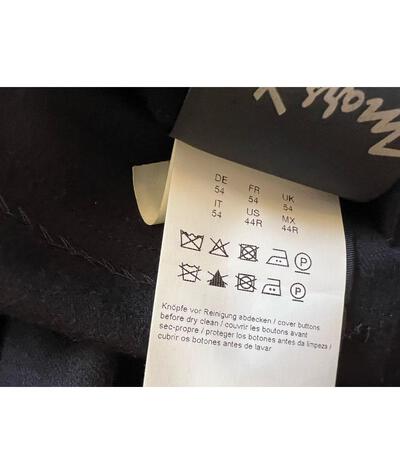 DE FR UK
54 54 54
IT US MX
54 44R 44R
P
P
Knöpfe vor Reinigung abdecken / cover buttons
before dry clean / couvrir les boutons avant
sec-propre / proteger los botones antes da limpeza /
cubrir os botones antes de lavar